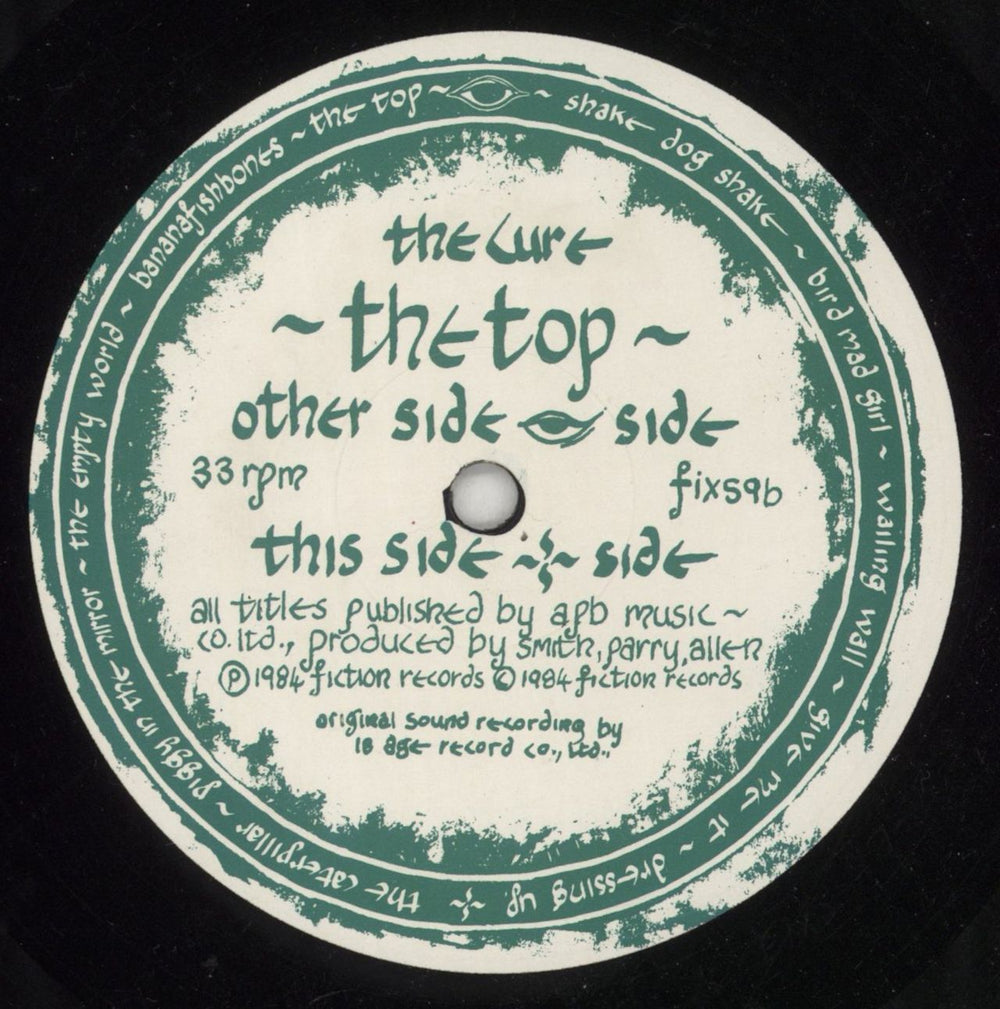 ~ shake dog shake ~ bird mad girl ~ wailing wall ~ give me it ~ dressing up ~ ~ the caterpillar ~ piggy in the mirror ~ the empty world ~ bananafishbones ~ the top ~
the cure
~ the top ~
other side side
33 rpm
fixs9b
this side ~ ~ side
all titles published by apb music ~
co. ltd., produced by smith, parry, allen
℗ 1984 fiction records © 1984 fiction records
original sound recording by
18 age record co., ltd.,